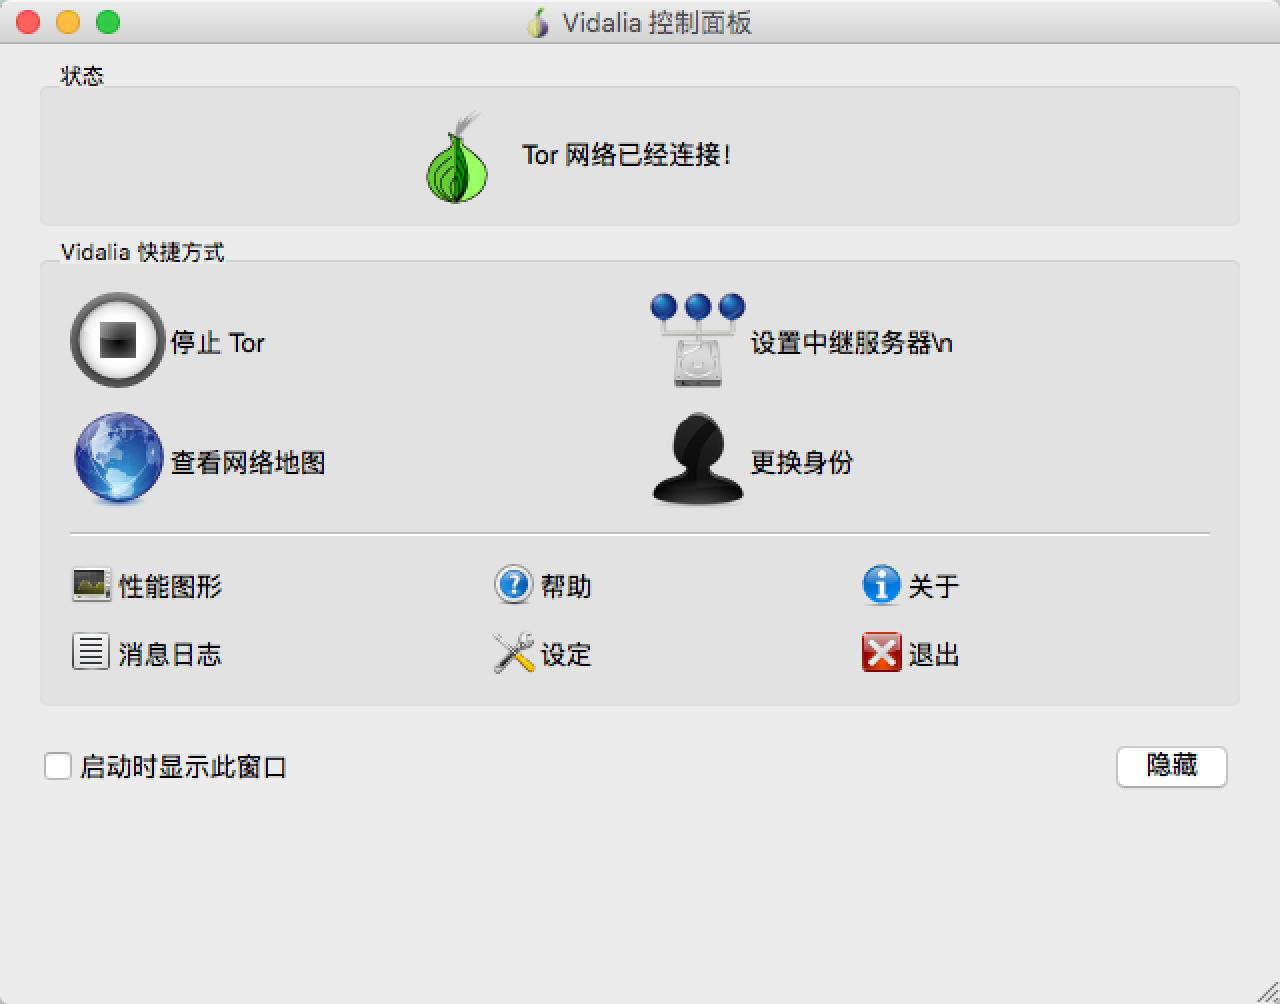 Vidalia 控制面板
状态
Tor 网络已经连接！
Vidalia 快捷方式
停止 Tor
设置中继服务器\n
查看网络地图
更换身份
性能图形
帮助
关于
消息日志
设定
退出
启动时显示此窗口
隐藏